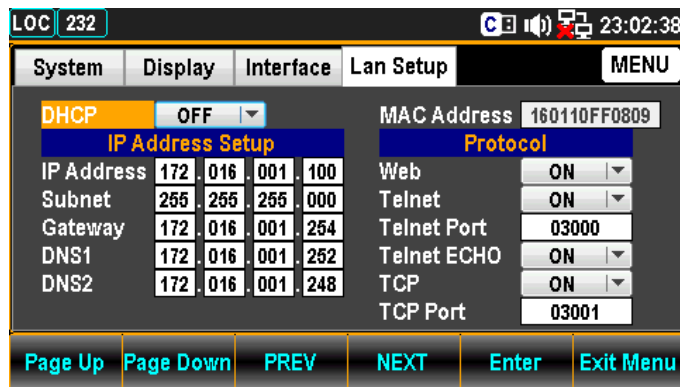 LOC 232 C 23:02:38
System Display Interface Lan Setup MENU
DHCP OFF MAC Address 160110FF0809
IP Address Setup Protocol
IP Address 172 . 016 . 001 . 100 Web ON
Subnet 255 . 255 . 255 . 000 Telnet ON
Gateway 172 . 016 . 001 . 254 Telnet Port 03000
DNS1 172 . 016 . 001 . 252 Telnet ECHO ON
DNS2 172 . 016 . 001 . 248 TCP ON
TCP Port 03001
Page Up Page Down PREV NEXT Enter Exit Menu